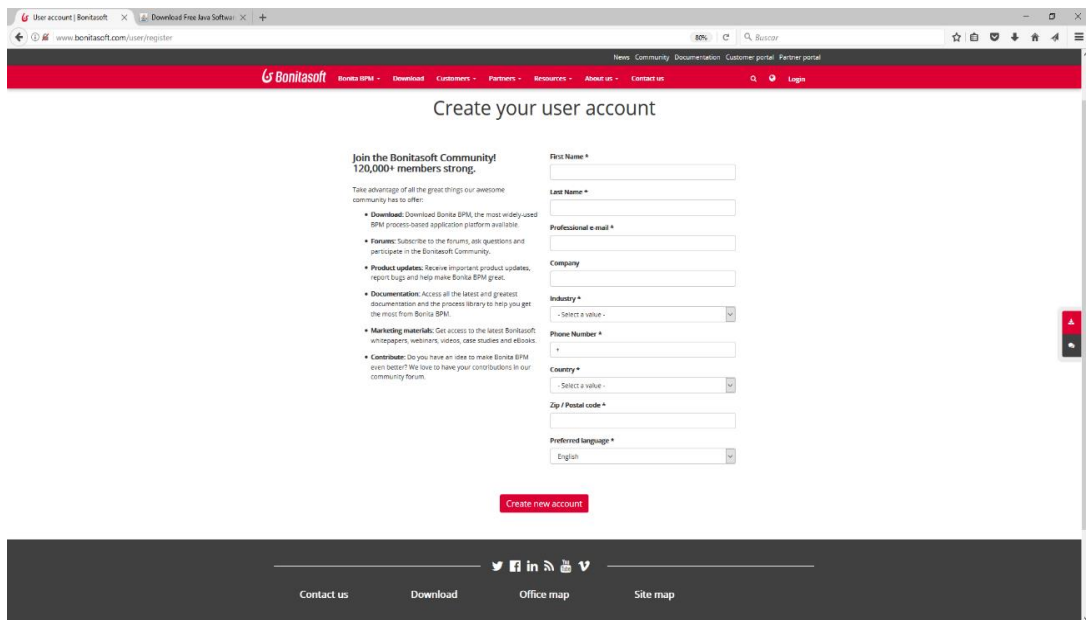 User account | Bonitasoft
Download Free Java Softwar
www.bonitasoft.com/user/register
80%
Buscar
News Community Documentation Customer portal Partner portal
Bonitasoft
Bonita BPM
Download
Customers
Partners
Resources
About us
Contact us
Login
Create your user account
Join the Bonitasoft Community!
120,000+ members strong.
Take advantage of all the great things our awesome
community has to offer:
• Download: Download Bonita BPM, the most widely-used
BPM process-based application platform available.
• Forums: Subscribe to the forums, ask questions and
participate in the Bonitasoft Community.
• Product updates: Receive important product updates,
report bugs and help make Bonita BPM great.
• Documentation: Access all the latest and greatest
documentation and the process library to help you get
the most from Bonita BPM.
• Marketing materials: Get access to the latest Bonitasoft
whitepapers, webinars, videos, case studies and eBooks.
• Contribute: Do you have an idea to make Bonita BPM
even better? We love to have your contributions in our
community forum.
First Name *
Last Name *
Professional e-mail *
Company
Industry *
- Select a value -
Phone Number *
+
Country *
- Select a value -
Zip / Postal code *
Preferred language *
English
Create new account
Contact us
Download
Office map
Site map